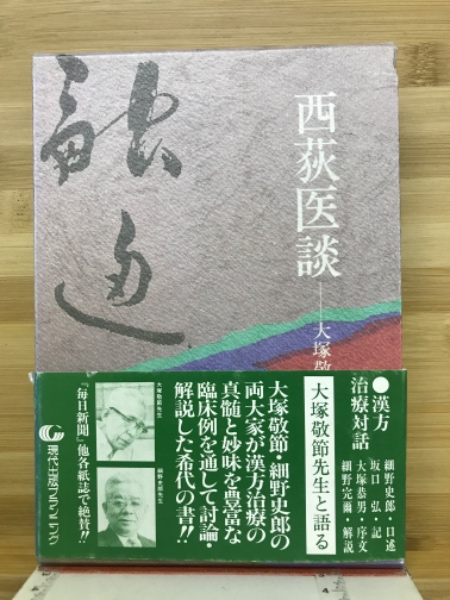 西荻医談
――大塚敬
●漢方
治療対話
細野史郎・口述
坂口 弘・記
大塚恭男・序文
細野完爾・解説
大塚敬節先生と語る
大塚敬節・細野史郎の
両大家が漢方治療の
真髄と妙味を豊富な
臨床例を通して討論・
解説した希代の書!!
大塚敬節先生
細野史郎先生
『毎日新聞』他各紙誌で絶賛!!
現代出版プランニング